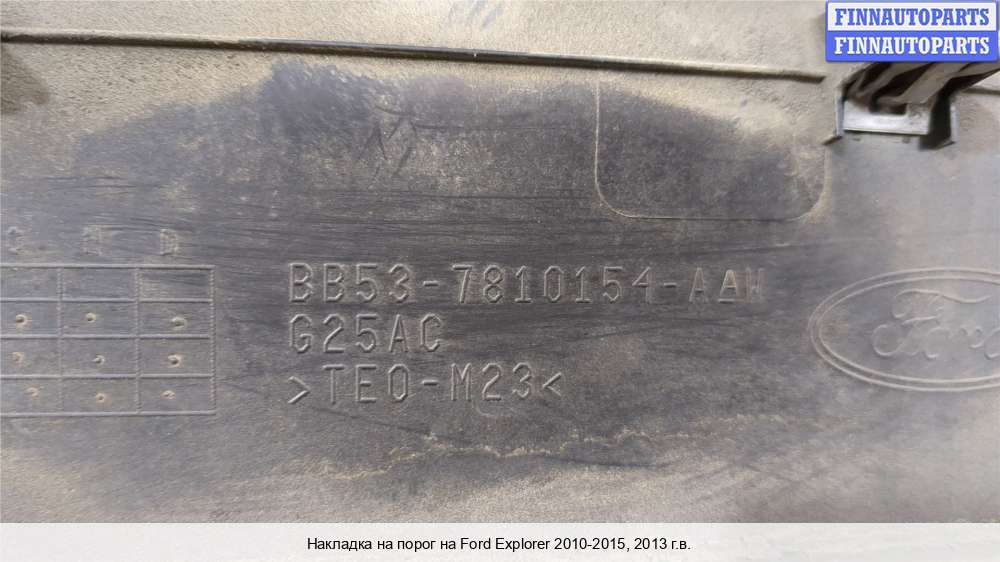 FINNAUTOPARTS
FINNAUTOPARTS
BB53-7810154-AAW
G25AC
Ford
>TEO-M23<
Накладка на порог на Ford Explorer 2010-2015, 2013 г.в.